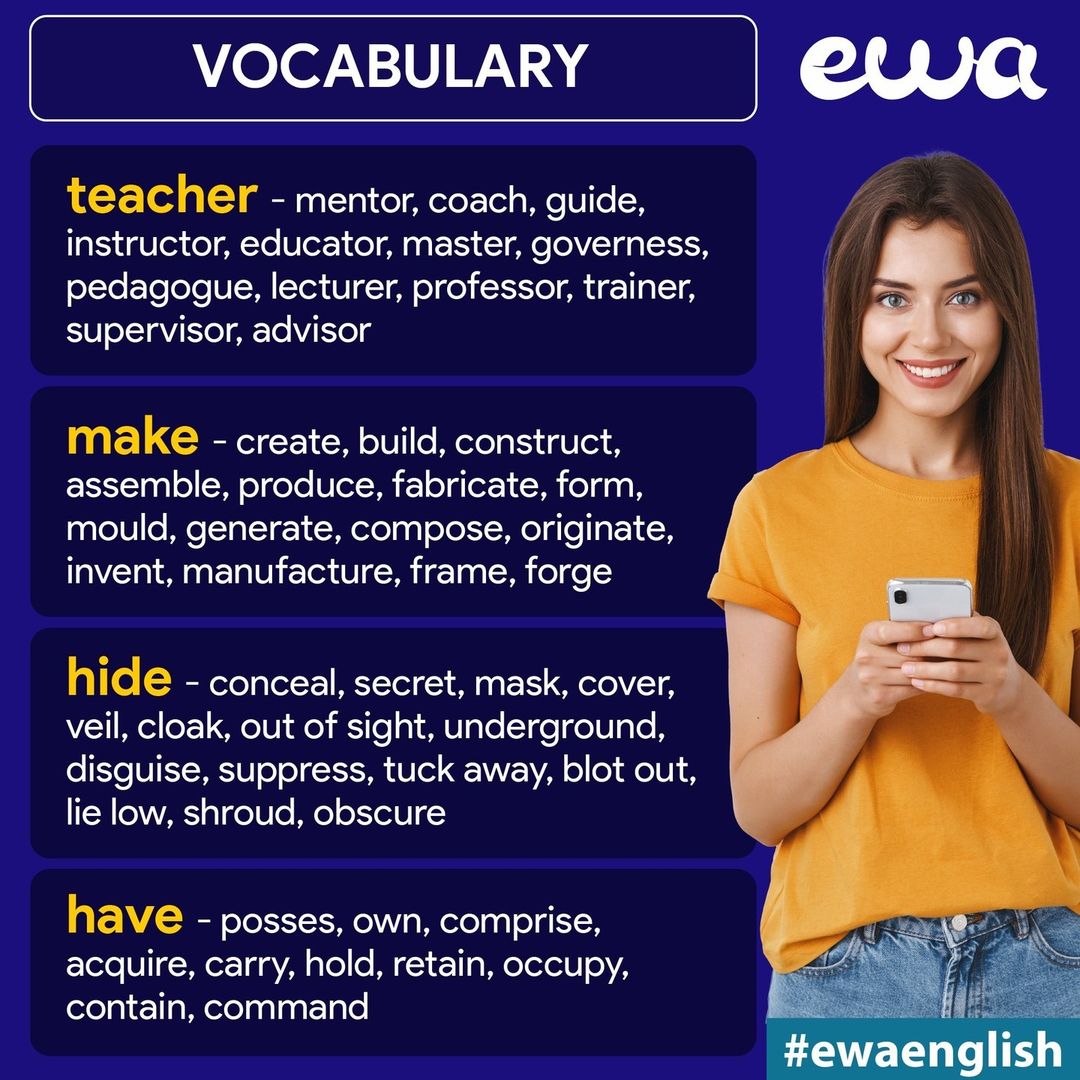 VOCABULARY
ewa
teacher - mentor, coach, guide,
instructor, educator, master, governess,
pedagogue, lecturer, professor, trainer,
supervisor, advisor
make - create, build, construct,
assemble, produce, fabricate, form,
mould, generate, compose, originate,
invent, manufacture, frame, forge
hide - conceal, secret, mask, cover,
veil, cloak, out of sight, underground,
disguise, suppress, tuck away, blot out,
lie low, shroud, obscure
have - posses, own, comprise,
acquire, carry, hold, retain, occupy,
contain, command
#ewaenglish